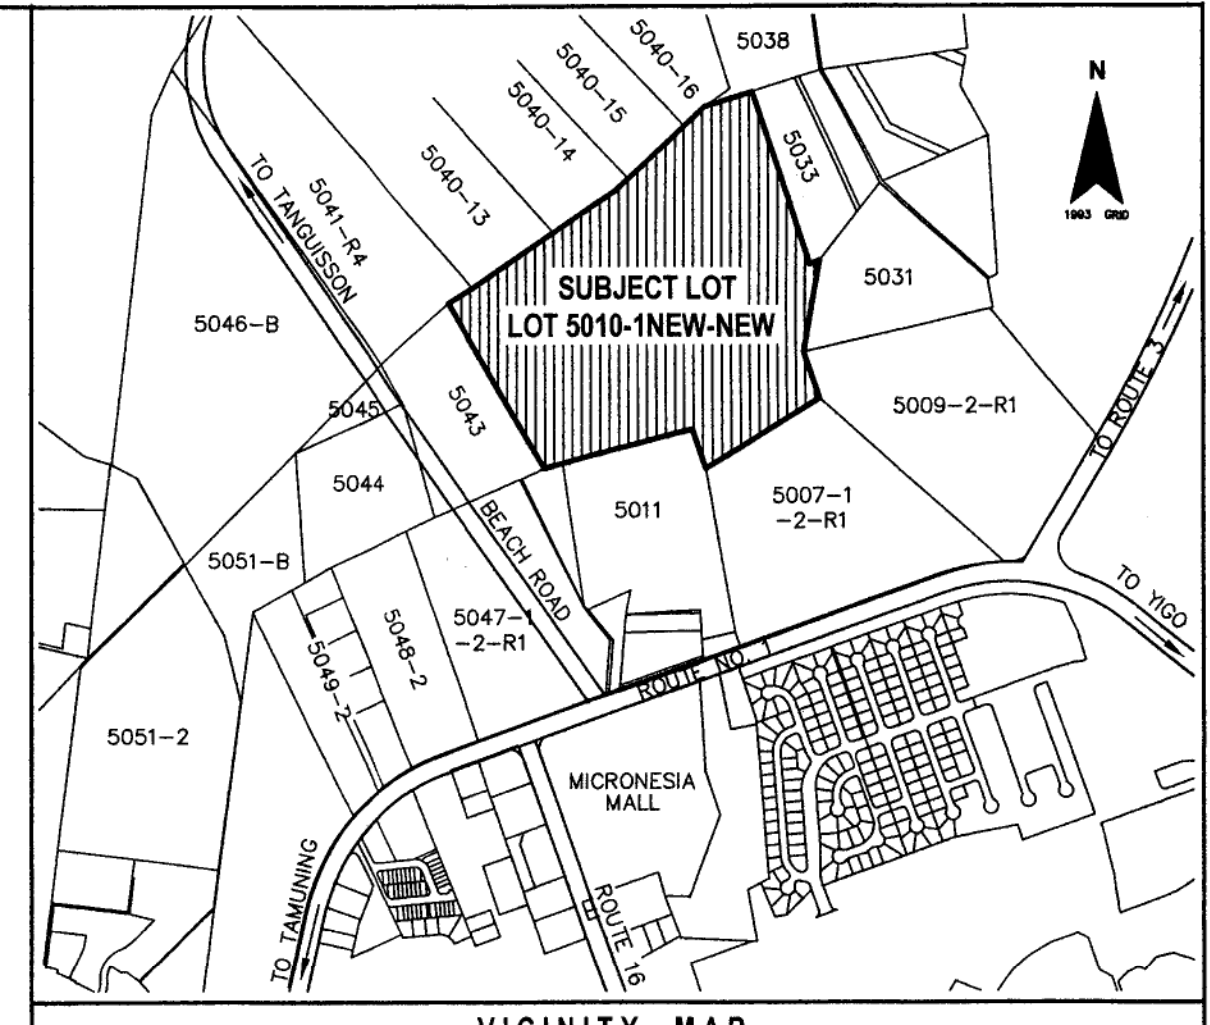 5038
5040-16
5040-15
5040-14
5040-13
5033
N
1993 GRID
TO TANGUISSON
5041-R4
5046-B
5031
SUBJECT LOT
LOT 5010-1NEW-NEW
5045
5043
5009-2-R1
TO ROUTE 3
5044
5011
5007-1
-2-R1
BEACH ROAD
5051-B
TO YIGO
5047-1
-2-R1
5048-2
5049-2
ROUTE NO. 1
5051-2
MICRONESIA
MALL
TO TAMUNING
ROUTE 16
VICINITY MAP